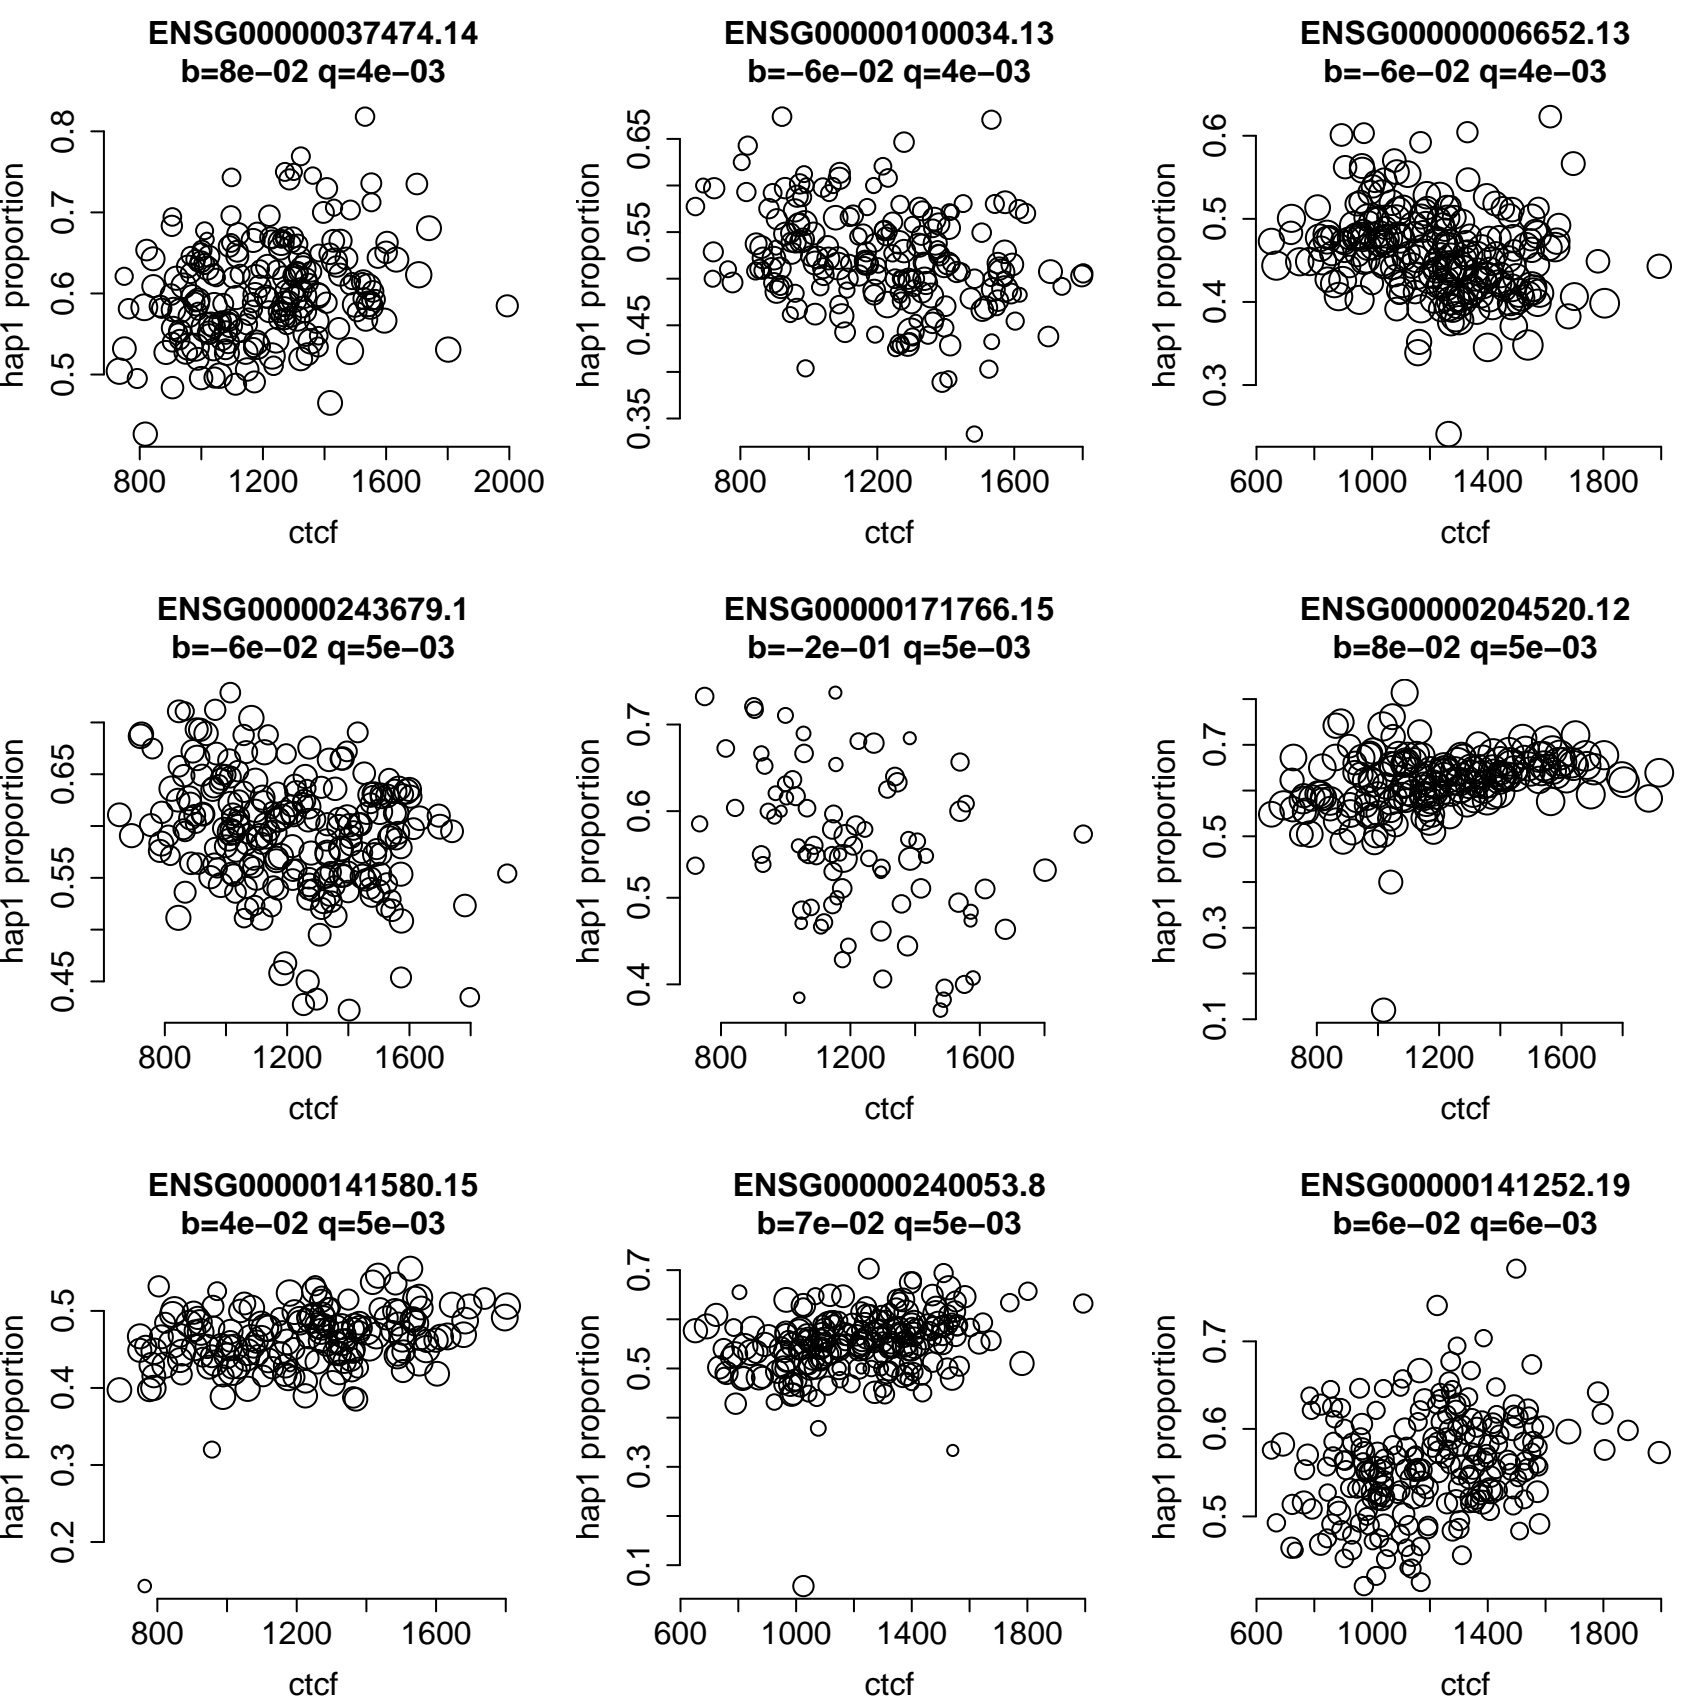 ENSG00000037474.14
b=8e−02 q=4e−03
hap1 proportion
0.5 0.6 0.7 0.8
800 1200 1600 2000
ctcf
ENSG00000100034.13
b=−6e−02 q=4e−03
hap1 proportion
0.35 0.45 0.55 0.65
800 1200 1600
ctcf
ENSG00000006652.13
b=−6e−02 q=4e−03
hap1 proportion
0.3 0.4 0.5 0.6
600 1000 1400 1800
ctcf
ENSG00000243679.1
b=−6e−02 q=5e−03
hap1 proportion
0.45 0.55 0.65
800 1200 1600
ctcf
ENSG00000171766.15
b=−2e−01 q=5e−03
hap1 proportion
0.4 0.5 0.6 0.7
800 1200 1600
ctcf
ENSG00000204520.12
b=8e−02 q=5e−03
hap1 proportion
0.1 0.3 0.5 0.7
800 1200 1600
ctcf
ENSG00000141580.15
b=4e−02 q=5e−03
hap1 proportion
0.2 0.3 0.4 0.5
800 1200 1600
ctcf
ENSG00000240053.8
b=7e−02 q=5e−03
hap1 proportion
0.1 0.3 0.5 0.7
600 1000 1400 1800
ctcf
ENSG00000141252.19
b=6e−02 q=6e−03
hap1 proportion
0.5 0.6 0.7
600 1000 1400 1800
ctcf